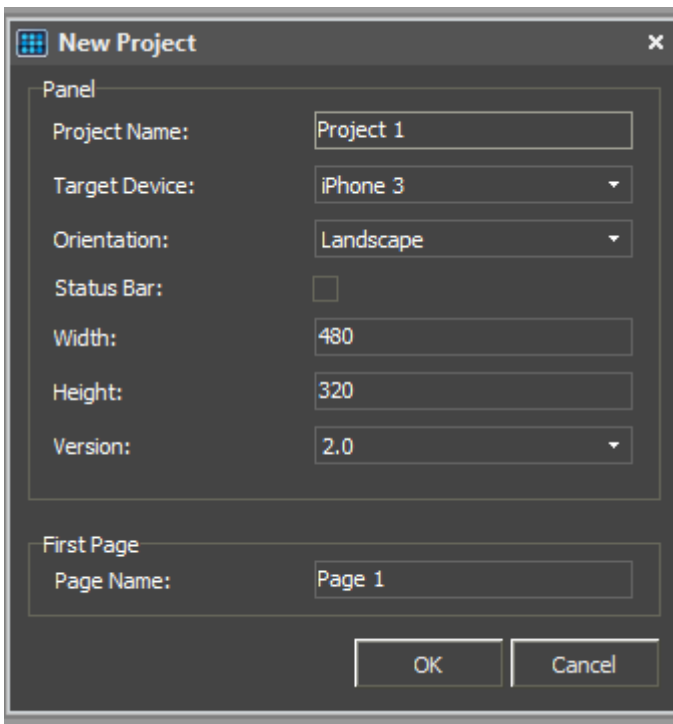 New Project
Panel
Project Name: Project 1
Target Device: iPhone 3
Orientation: Landscape
Status Bar:
Width: 480
Height: 320
Version: 2.0
First Page
Page Name: Page 1
OK Cancel